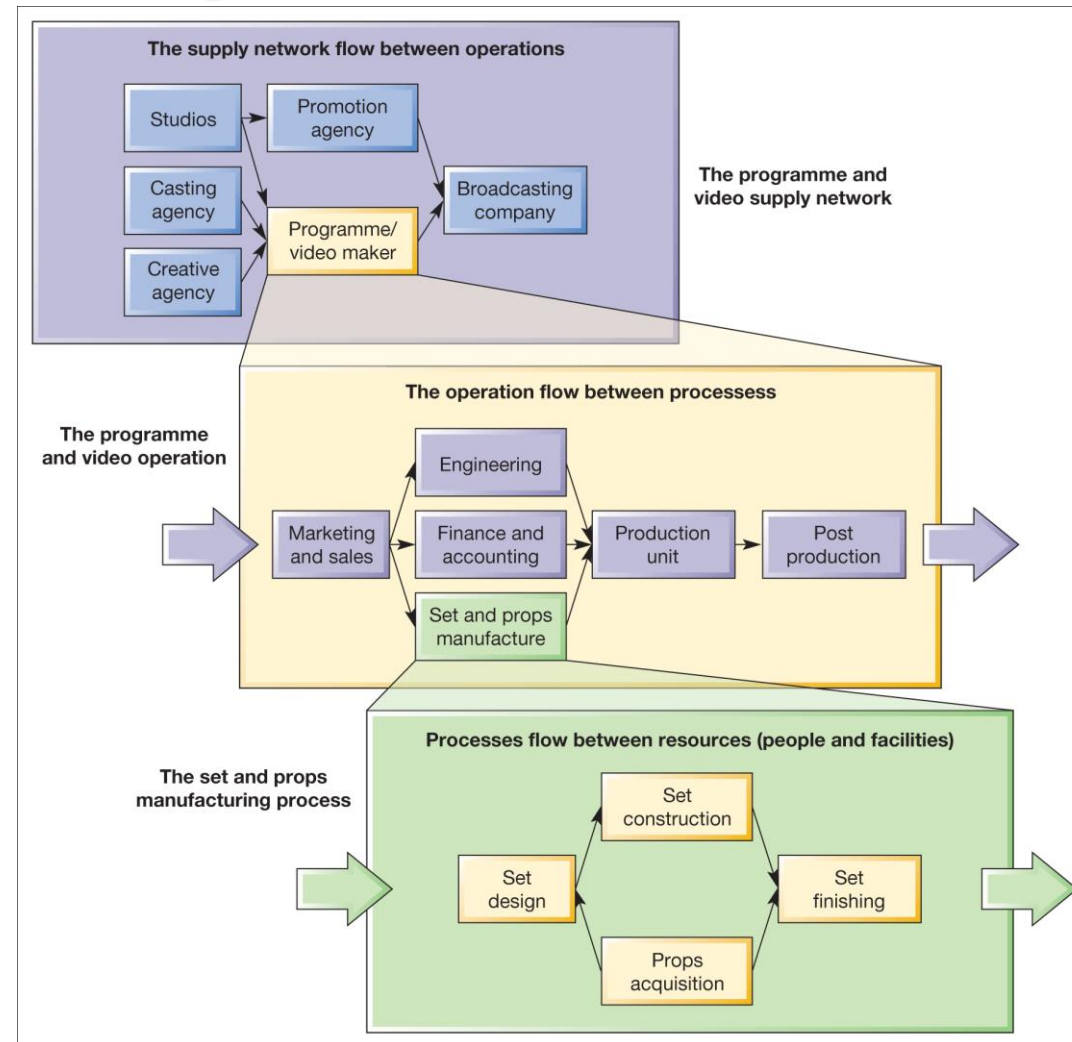 The supply network flow between operations
Studios
Promotion
agency
Casting
agency
Programme/
video maker
Broadcasting
company
Creative
agency
The programme and
video supply network
The operation flow between processess
The programme
and video operation
Engineering
Marketing
and sales
Finance and
accounting
Production
unit
Post
production
Set and props
manufacture
Processes flow between resources (people and facilities)
The set and props
manufacturing process
Set
construction
Set
design
Set
finishing
Props
acquisition